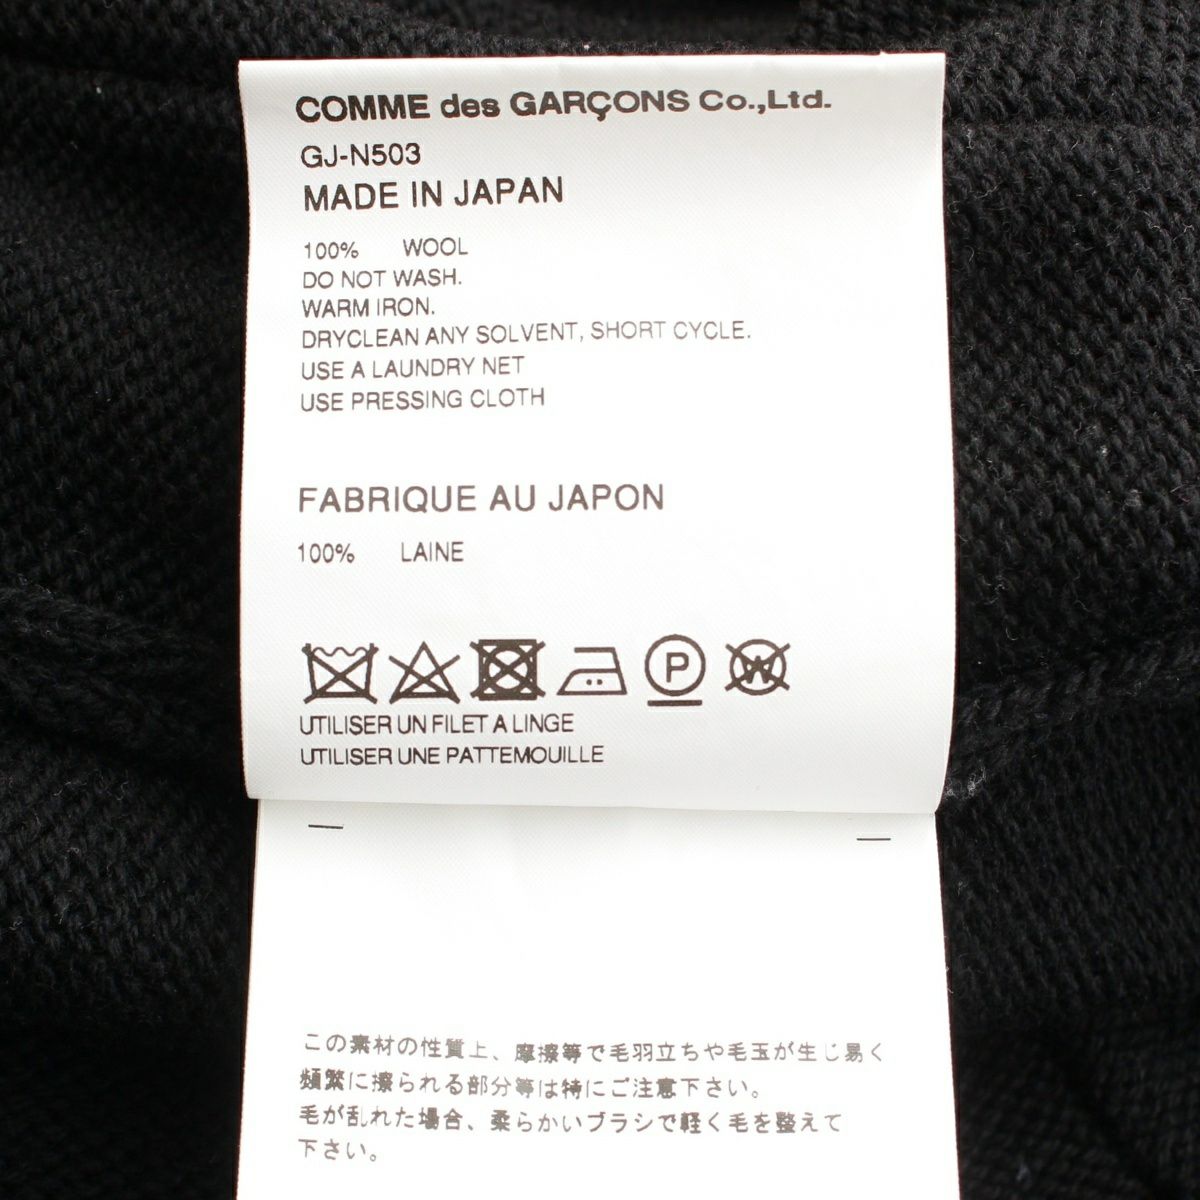 COMME des GARÇONS Co.,Ltd.
GJ-N503
MADE IN JAPAN
100% WOOL
DO NOT WASH.
WARM IRON.
DRYCLEAN ANY SOLVENT, SHORT CYCLE.
USE A LAUNDRY NET
USE PRESSING CLOTH
FABRIQUE AU JAPON
100% LAINE
P W
UTILISER UN FILET A LINGE
UTILISER UNE PATTEMOUILLE
この素材の性質上、摩擦等で毛羽立ちや毛玉が生じ易く
頻繁に擦られる部分等は特にご注意下さい。
毛が乱れた場合、柔らかいブラシで軽く毛を整えて
下さい。